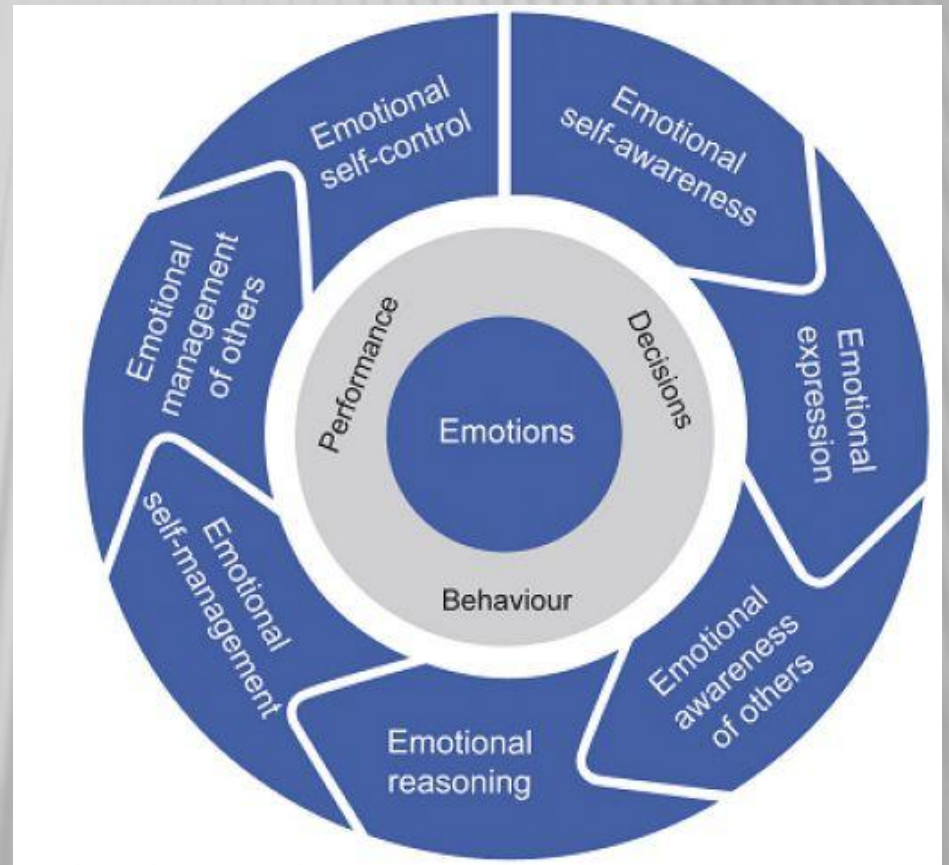 Emotional
self-awareness
Emotional
expression
Emotional
awareness
of others
Emotional
reasoning
Emotional
self-management
Emotional
management
of others
Emotional
self-control
Performance
Decisions
Behaviour
Emotions